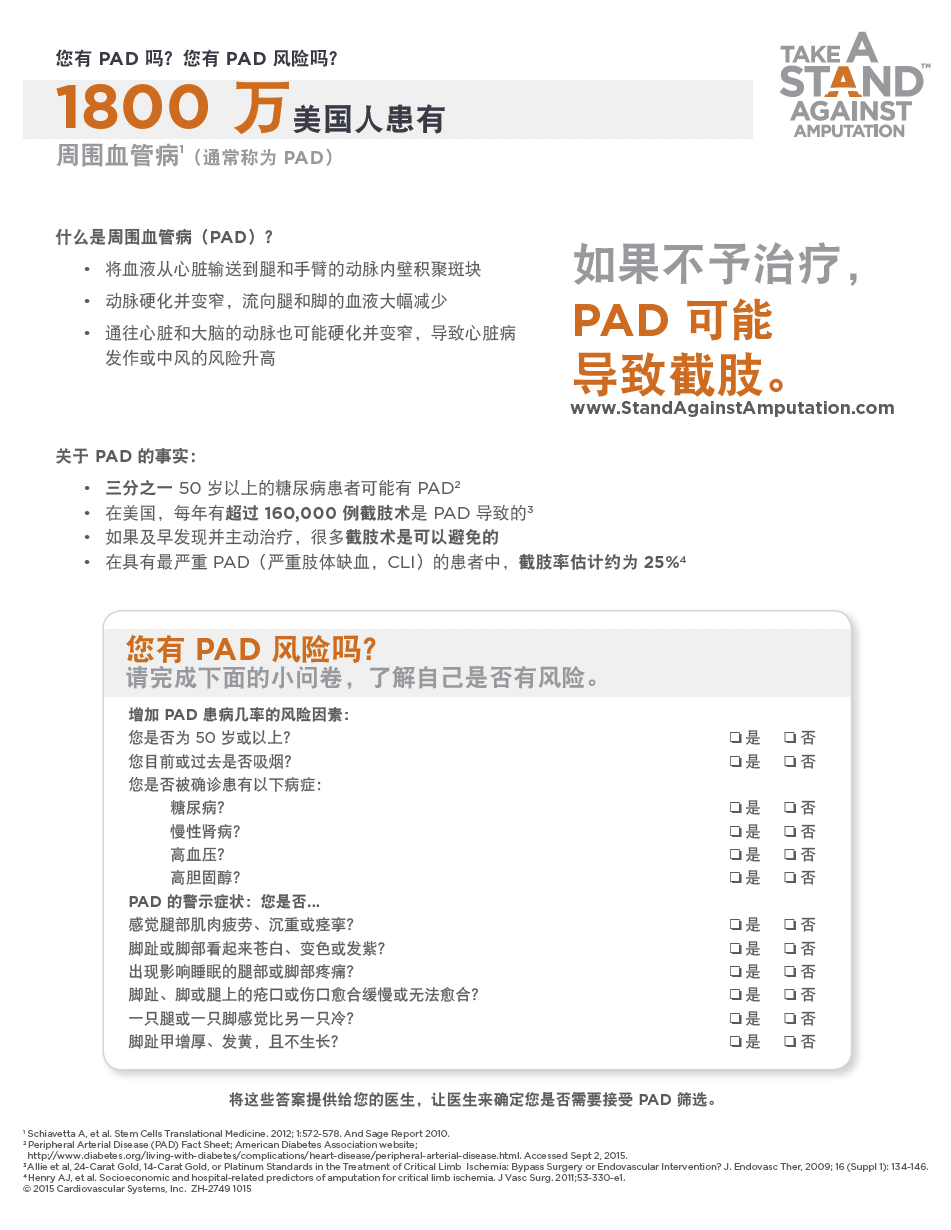 您有 PAD 吗？您有 PAD 风险吗？
1800 万美国人患有
周围血管病¹（通常称为 PAD）
TAKE A
STAND™
AGAINST
AMPUTATION
什么是周围血管病（PAD）？
• 将血液从心脏输送到腿和手臂的动脉内壁积聚斑块
• 动脉硬化并变窄，流向腿和脚的血液大幅减少
• 通往心脏和大脑的动脉也可能硬化并变窄，导致心脏病
发作或中风的风险升高
如果不予治疗，
PAD 可能
导致截肢。
www.StandAgainstAmputation.com
关于 PAD 的事实：
• 三分之一 50 岁以上的糖尿病患者可能有 PAD²
• 在美国，每年有超过 160,000 例截肢术是 PAD 导致的³
• 如果及早发现并主动治疗，很多截肢术是可以避免的
• 在具有最严重 PAD（严重肢体缺血，CLI）的患者中，截肢率估计约为 25%⁴
您有 PAD 风险吗？
请完成下面的小问卷，了解自己是否有风险。
增加 PAD 患病几率的风险因素：
您是否为 50 岁或以上？ ❏ 是 ❏ 否
您目前或过去是否吸烟？ ❏ 是 ❏ 否
您是否被确诊患有以下病症：
糖尿病？ ❏ 是 ❏ 否
慢性肾病？ ❏ 是 ❏ 否
高血压？ ❏ 是 ❏ 否
高胆固醇？ ❏ 是 ❏ 否
PAD 的警示症状：您是否...
感觉腿部肌肉疲劳、沉重或痉挛？ ❏ 是 ❏ 否
脚趾或脚部看起来苍白、变色或发紫？ ❏ 是 ❏ 否
出现影响睡眠的腿部或脚部疼痛？ ❏ 是 ❏ 否
脚趾、脚或腿上的疮口或伤口愈合缓慢或无法愈合？ ❏ 是 ❏ 否
一只腿或一只脚感觉比另一只冷？ ❏ 是 ❏ 否
脚趾甲增厚、发黄，且不生长？ ❏ 是 ❏ 否
将这些答案提供给您的医生，让医生来确定您是否需要接受 PAD 筛选。
¹ Schiavetta A, et al. Stem Cells Translational Medicine. 2012; 1:572-578. And Sage Report 2010.
² Peripheral Arterial Disease (PAD) Fact Sheet; American Diabetes Association website;
http://www.diabetes.org/living-with-diabetes/complications/heart-disease/peripheral-arterial-disease.html. Accessed Sept 2, 2015.
³ Allie et al, 24-Carat Gold, 14-Carat Gold, or Platinum Standards in the Treatment of Critical Limb Ischemia: Bypass Surgery or Endovascular Intervention? J. Endovasc Ther, 2009; 16 (Suppl 1): 134-146.
⁴ Henry AJ, et al. Socioeconomic and hospital-related predictors of amputation for critical limb ischemia. J Vasc Surg. 2011;53-330-e1.
© 2015 Cardiovascular Systems, Inc. ZH-2749 1015